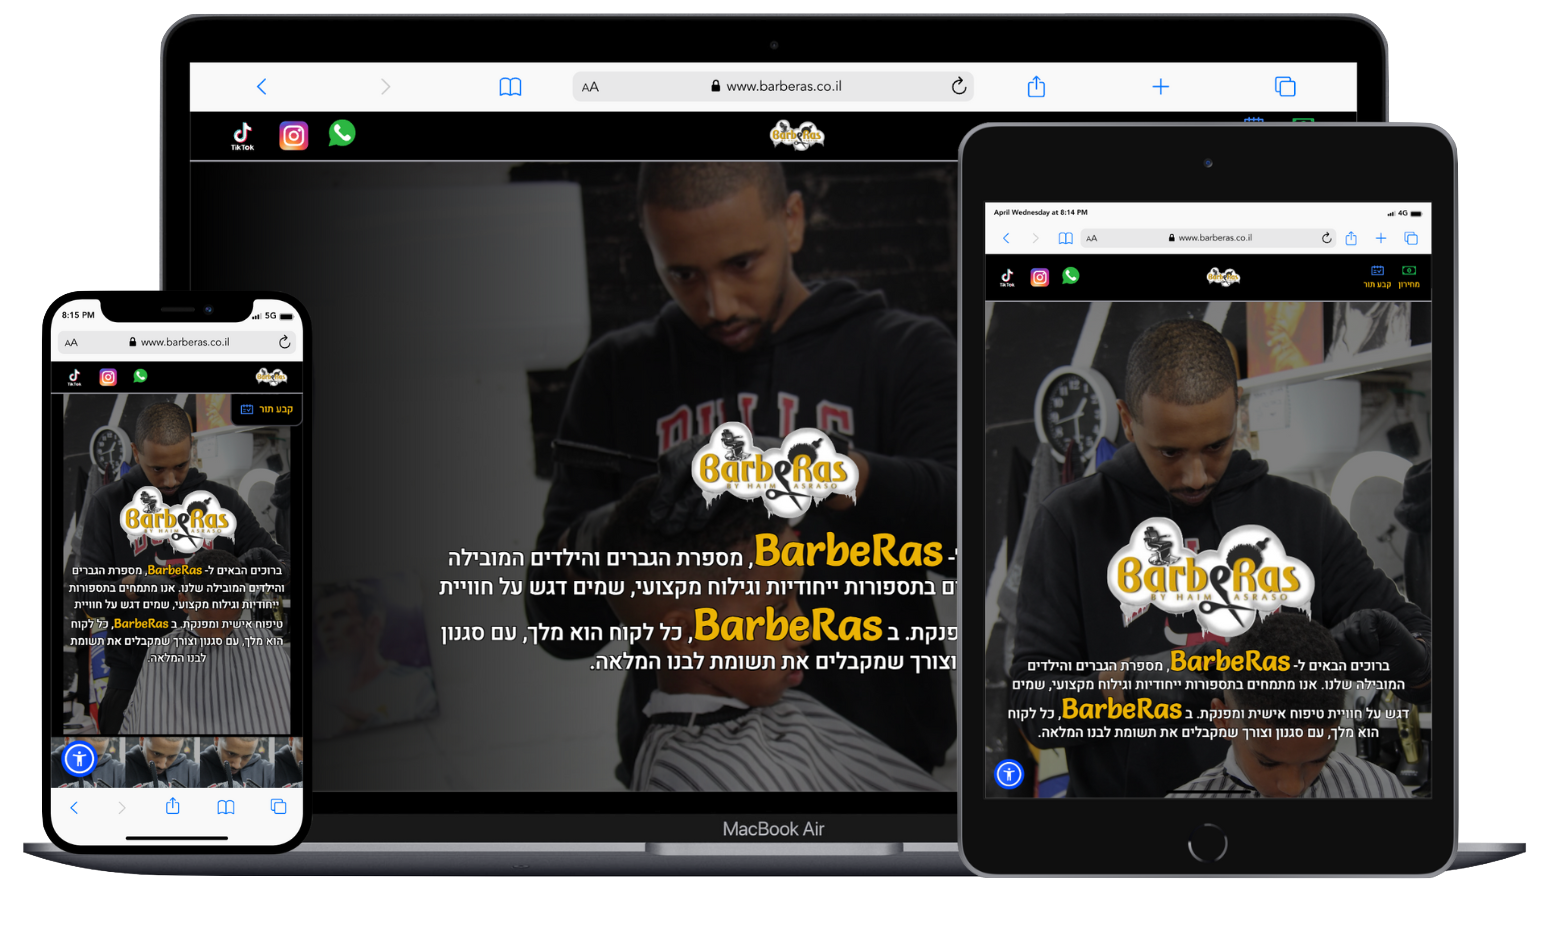 AA
www.barberas.co.il
TikTok
BarbeRas
BULLS
BarbeRas
BY HAIM ASRASO
ל- BarbeRas, מספרת הגברים והילדים המובילה
ם בתספורות ייחודיות וגילוח מקצועי, שמים דגש על חוויית
פנקת. ב BarbeRas, כל לקוח הוא מלך, עם סגנון
וצורך שמקבלים את תשומת לבנו המלאה.
MacBook Air
8:15 PM
5G
AA
www.barberas.co.il
TikTok
BarbeRas
קבע תור
BarbeRas
BY HAIM ASRASO
ברוכים הבאים ל- BarbeRas, מספרת הגברים
והילדים המובילה שלנו. אנו מתמחים בתספורות
ייחודיות וגילוח מקצועי, שמים דגש על חוויית
טיפוח אישית ומפנקת. ב BarbeRas, כל לקוח
הוא מלך, עם סגנון וצורך שמקבלים את תשומת
לבנו המלאה.
April Wednesday at 8:14 PM
4G
AA
www.barberas.co.il
TikTok
BarbeRas
קבע תור
מחירון
BarbeRas
BY HAIM ASRASO
ברוכים הבאים ל- BarbeRas, מספרת הגברים והילדים
המובילה שלנו. אנו מתמחים בתספורות ייחודיות וגילוח מקצועי, שמים
דגש על חוויית טיפוח אישית ומפנקת. ב BarbeRas, כל לקוח
הוא מלך, עם סגנון וצורך שמקבלים את תשומת לבנו המלאה.